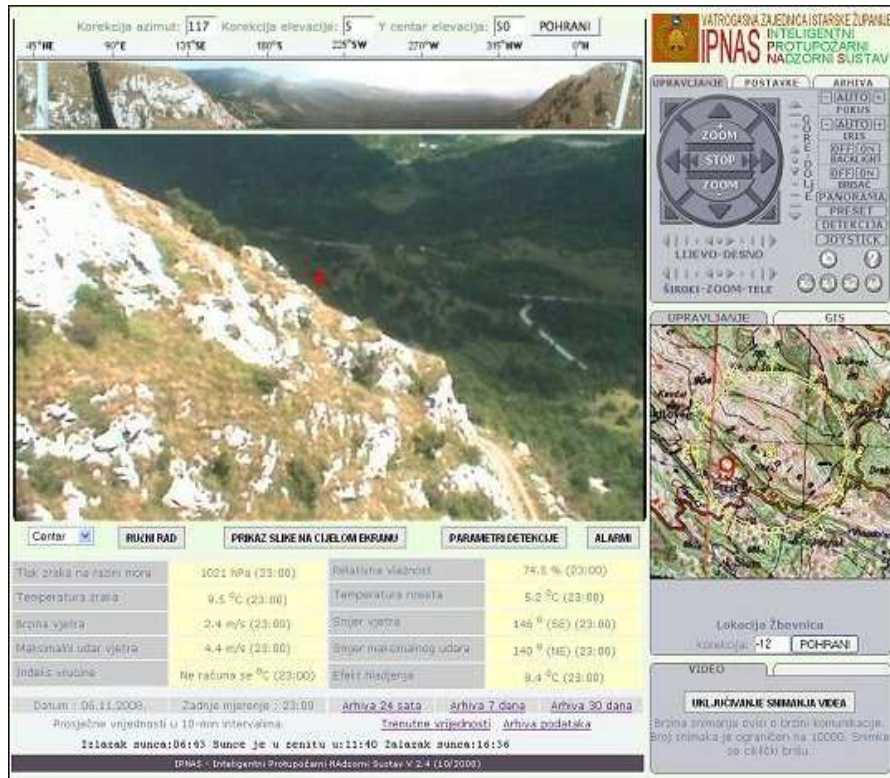 Korekcija azimut: 117 Korekcija elevacije: 5 Y centar elevacija: 50 POHRANI
45°NE 90°E 135°SE 180°S 225°SW 270°W 315°NW 0°N
VATROGASNA ZAJEDNICA ISTARSKE ŽUPANIJE
IPNAS
INTELIGENTNI
PROTUPOŽARNI
NADZORNI SUSTAV
UPRAVLJANJE POSTAVKE ARHIVA
- AUTO +
FOKUS
- AUTO +
IRIS
OFF ON
BACKLIGHT
OFF ON
BRISAČ
PANORAMA
PRESET
DETEKCIJA
JOYSTICK
ZOOM
STOP
ZOOM
GORE-DOLJE
LIJEVO-DESNO
ŠIROKI-ZOOM-TELE
UPRAVLJANJE GIS
9
Centar RUČNI RAD PRIKAZ SLIKE NA CIJELOM EKRANU PARAMETRI DETEKCIJE ALARMI
Tlak zraka na razini mora 1021 hPa (23:00) Relativna vlažnost 74.5 % (23:00)
Temperatura zraka 9.5 °C (23:00) Temperatura rosišta 5.2 °C (23:00)
Brzina vjetra 2.4 m/s (23:00) Smjer vjetra 146 ° (SE) (23:00)
Maksimalni udar vjetra 4.4 m/s (23:00) Smjer maksimalnog udara 140 ° (NE) (23:00)
Indeks vrućine Ne računa se °C (23:00) Efekt hlađenja 8.4 °C (23:00)
Datum : 06.11.2008. Zadnje mjerenje : 23:00 Arhiva 24 sata Arhiva 7 dana Arhiva 30 dana
Prosječne vrijednosti u 10-min intervalima. Trenutne vrijednosti Arhiva podataka
Izlazak sunca:06:43 Sunce je u zenitu u:11:40 Zalazak sunca:16:36
IPNAS - Inteligentni Protupožarni NAdzorni Sustav V 2.4 (10/2008)
Lokacija Žbevnica
Korekcija: -12 POHRANI
VIDEO
UKLJUČIVANJE SNIMANJA VIDEA
Brzina snimanja ovisi o brzini komunikacije.
Broj snimaka je ograničen na 10000. Snimke
se ciklički brišu.